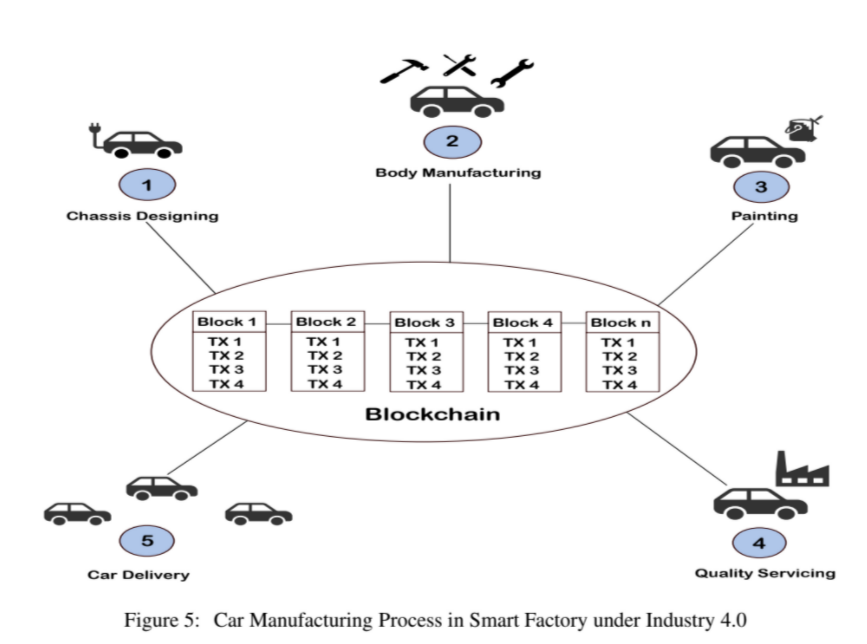 2
Body Manufacturing
1
Chassis Designing
3
Painting
Block 1 Block 2 Block 3 Block 4 Block n
TX 1 TX 1 TX 1 TX 1 TX 1
TX 2 TX 2 TX 2 TX 2 TX 2
TX 3 TX 3 TX 3 TX 3 TX 3
TX 4 TX 4 TX 4 TX 4 TX 4
Blockchain
5
Car Delivery
4
Quality Servicing
Figure 5: Car Manufacturing Process in Smart Factory under Industry 4.0